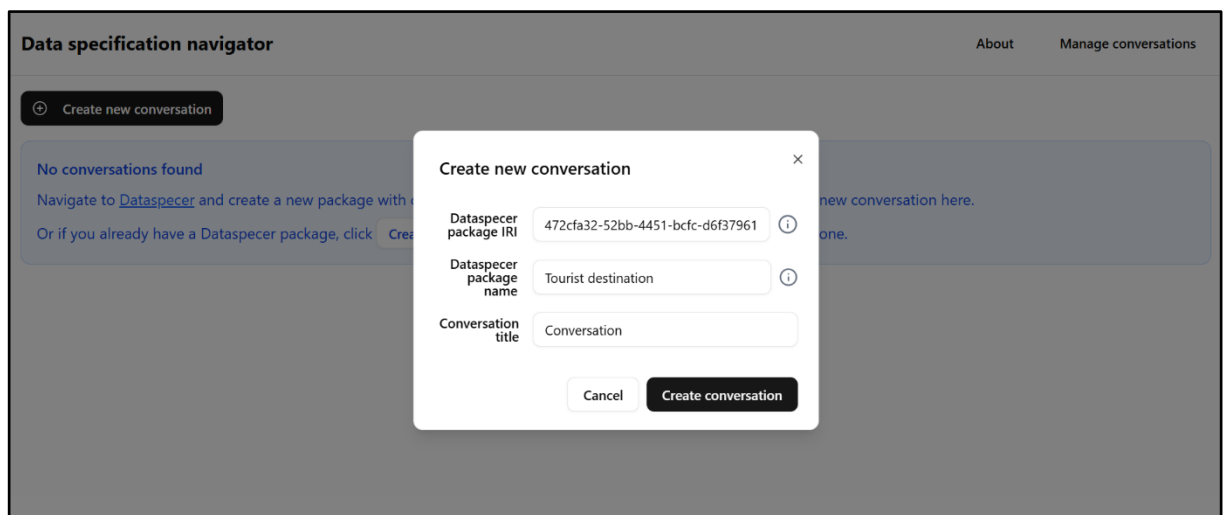 Data specification navigator
About
Manage conversations
Create new conversation
No conversations found
Navigate to Dataspecer and create a new package with
new conversation here.
Or if you already have a Dataspecer package, click
one.
Create new conversation
Dataspecer
package IRI
472cfa32-52bb-4451-bcfc-d6f37961
Dataspecer
package
name
Tourist destination
Conversation
title
Conversation
Cancel
Create conversation